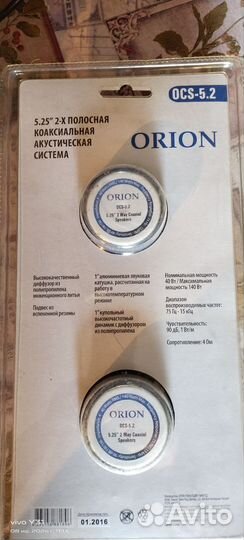 OCS-5.2
5.25" 2-Х ПОЛОСНАЯ
КОАКСИАЛЬНАЯ
АКУСТИЧЕСКАЯ
СИСТЕМА
ORION
ORION
OCS-5.2
5.25" 2 Way Coaxial
Speakers
Высококачественный
диффузор из
полипропилена
инжекционного литья
Подвес из
вспененной резины
1" алюминиевая звуковая
катушка, рассчитанная на
работу в
высокотемпературном
режиме
1" купольный
высокочастотный
динамик с диффузором
из полипропилена
Номинальная мощность
40 Вт / Максимальная
мощность 140 Вт
Диапазон
воспроизводимых частот:
75 Гц - 15 кГц
Чувствительность:
90 дБ, 1 Вт/м
Сопротивление: 4 Ом
ORION
OCS-5.2
5.25" 2 Way Coaxial
Speakers
01.2016
vivo Y31
Avito